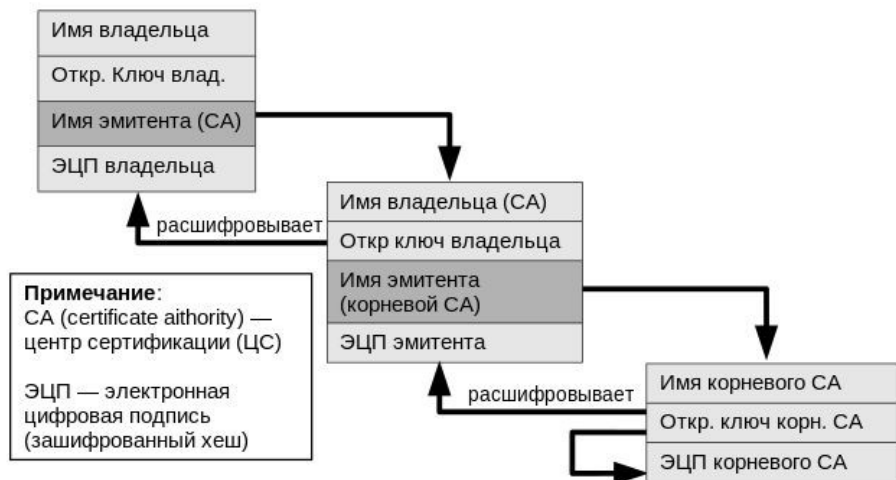 Имя владельца
Откр. Ключ влад.
Имя эмитента (CA)
ЭЦП владельца
расшифровывает
Имя владельца (CA)
Откр ключ владельца
Имя эмитента
(корневой CA)
ЭЦП эмитента
Примечание:
CA (certificate aithority) —
центр сертификации (ЦС)
ЭЦП — электронная
цифровая подпись
(зашифрованный хеш)
расшифровывает
Имя корневого CA
Откр. ключ корн. CA
ЭЦП корневого CA